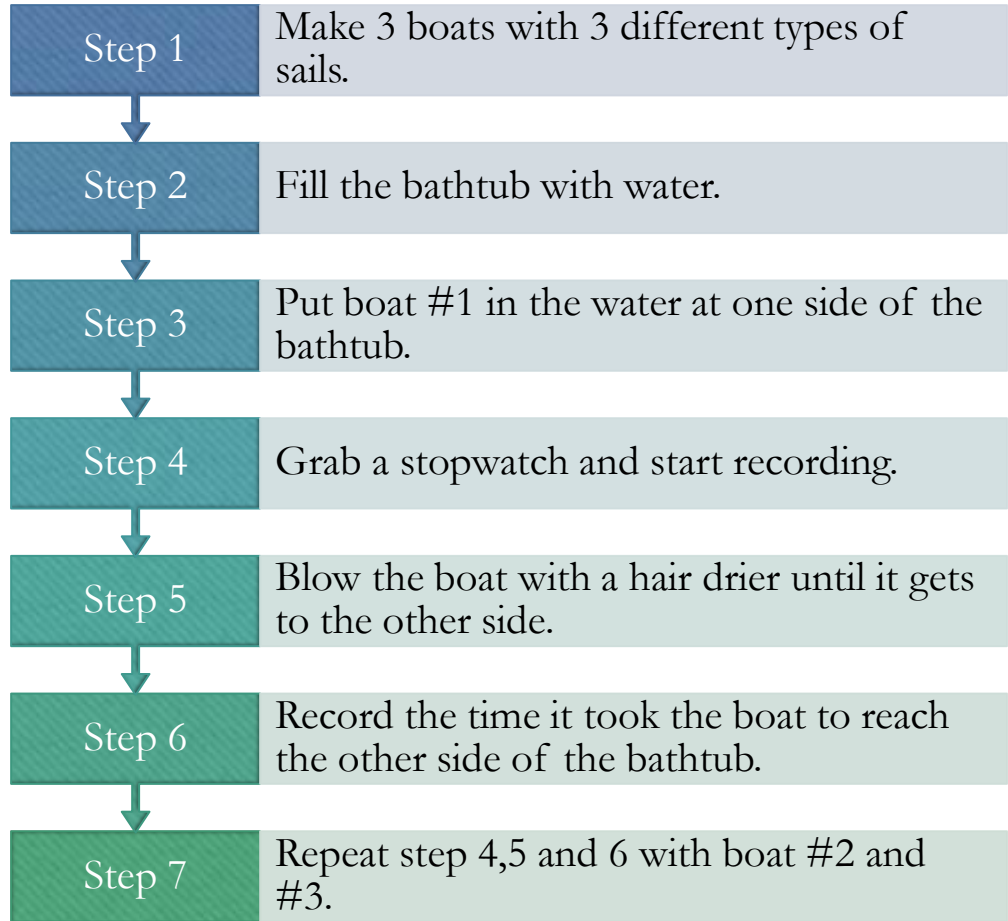 Step 1
Make 3 boats with 3 different types of
sails.
Step 2
Fill the bathtub with water.
Step 3
Put boat #1 in the water at one side of the
bathtub.
Step 4
Grab a stopwatch and start recording.
Step 5
Blow the boat with a hair drier until it gets
to the other side.
Step 6
Record the time it took the boat to reach
the other side of the bathtub.
Step 7
Repeat step 4,5 and 6 with boat #2 and
#3.